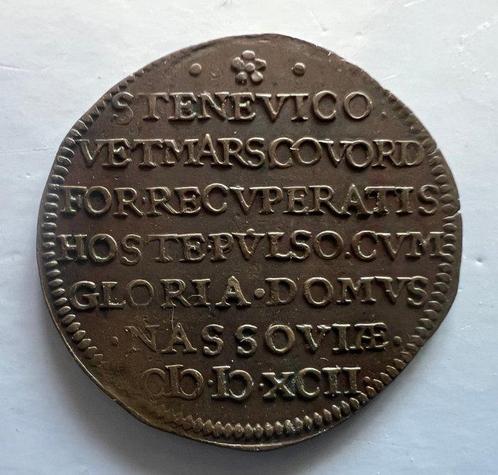 STENEVICO.
VETMARSCOVORD
FOR·RECVPERATIS
HOSTE·PVLSO.CVM
GLORIA·DOMVS
·NASSOVIÆ.
CIↃ·IↃ·XCII